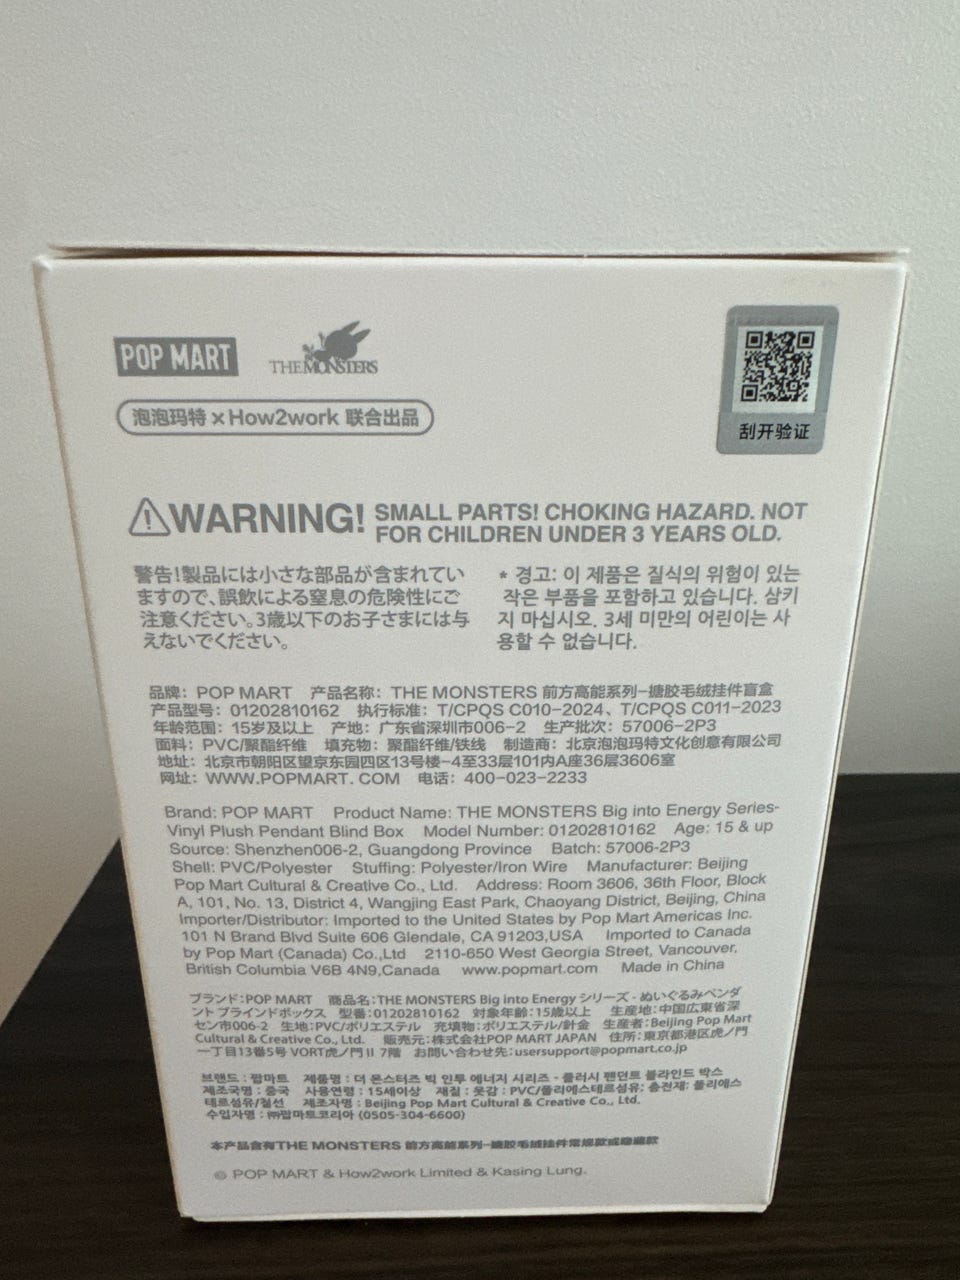 POP MART
THE MONSTERS
泡泡玛特 × How2work 联合出品
刮开验证
WARNING! SMALL PARTS! CHOKING HAZARD. NOT
FOR CHILDREN UNDER 3 YEARS OLD.
警告!製品には小さな部品が含まれてい
ますので、誤飲による窒息の危険性にご
注意ください。3歳以下のお子さまには与
えないでください。
* 경고: 이 제품은 질식의 위험이 있는
작은 부품을 포함하고 있습니다. 삼키
지 마십시오. 3세 미만의 어린이는 사
용할 수 없습니다.
品牌：POP MART 产品名称：THE MONSTERS 前方高能系列-搪胶毛绒挂件盲盒
产品型号：01202810162 执行标准：T/CPQS C010-2024、T/CPQS C011-2023
年龄范围：15岁及以上 产地：广东省深圳市006-2 生产批次：57006-2P3
面料：PVC/聚酯纤维 填充物：聚酯纤维/铁线 制造商：北京泡泡玛特文化创意有限公司
地址：北京市朝阳区望京东园四区13号楼-4至33层101内A座36层3606室
网址：WWW.POPMART.COM 电话：400-023-2233
Brand: POP MART Product Name: THE MONSTERS Big into Energy Series-
Vinyl Plush Pendant Blind Box Model Number: 01202810162 Age: 15 & up
Source: Shenzhen006-2, Guangdong Province Batch: 57006-2P3
Shell: PVC/Polyester Stuffing: Polyester/Iron Wire Manufacturer: Beijing
Pop Mart Cultural & Creative Co., Ltd. Address: Room 3606, 36th Floor, Block
A, 101, No. 13, District 4, Wangjing East Park, Chaoyang District, Beijing, China
Importer/Distributor: Imported to the United States by Pop Mart Americas Inc.
101 N Brand Blvd Suite 606 Glendale, CA 91203,USA Imported to Canada
by Pop Mart (Canada) Co.,Ltd 2110-650 West Georgia Street, Vancouver,
British Columbia V6B 4N9,Canada www.popmart.com Made in China
ブランド:POP MART 商品名:THE MONSTERS Big into Energy シリーズ - ぬいぐるみペンダ
ント ブラインドボックス 型番:01202810162 対象年齢:15歳以上 生産地:中国広東省深
セン市006-2 生地:PVC/ポリエステル 充填物:ポリエステル/針金 生産者:Beijing Pop Mart
Cultural & Creative Co., Ltd. 販売元:株式会社POP MART JAPAN 住所:東京都港区虎ノ門
一丁目13番5号 VORT虎ノ門 II 7階 お問い合わせ先:usersupport@popmart.co.jp
브랜드 : 팝마트 제품명 : 더 몬스터즈 빅 인투 에너지 시리즈 - 플러시 팬던트 블라인드 박스
제조국명 : 중국 사용연령 : 15세이상 재질 : 옷감 : PVC/폴리에스테르섬유: 충전재: 폴리에스
테르섬유/철선 제조자명 : Beijing Pop Mart Cultural & Creative Co., Ltd.
수입자명 : ㈜팝마트코리아 (0505-304-6600)
本产品含有THE MONSTERS 前方高能系列-搪胶毛绒挂件常规款或隐藏款
© POP MART & How2work Limited & Kasing Lung.